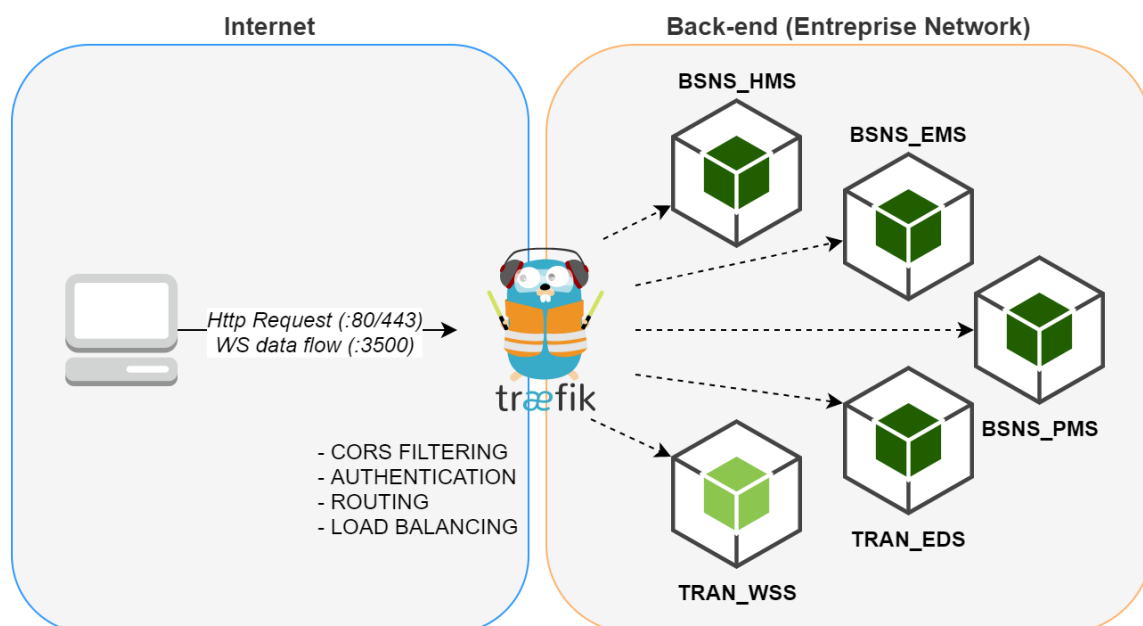 Internet
Back-end (Entreprise Network)
BSNS_HMS
BSNS_EMS
Http Request (:80/443)
WS data flow (:3500)
træfik
BSNS_PMS
- CORS FILTERING
- AUTHENTICATION
- ROUTING
- LOAD BALANCING
TRAN_EDS
TRAN_WSS